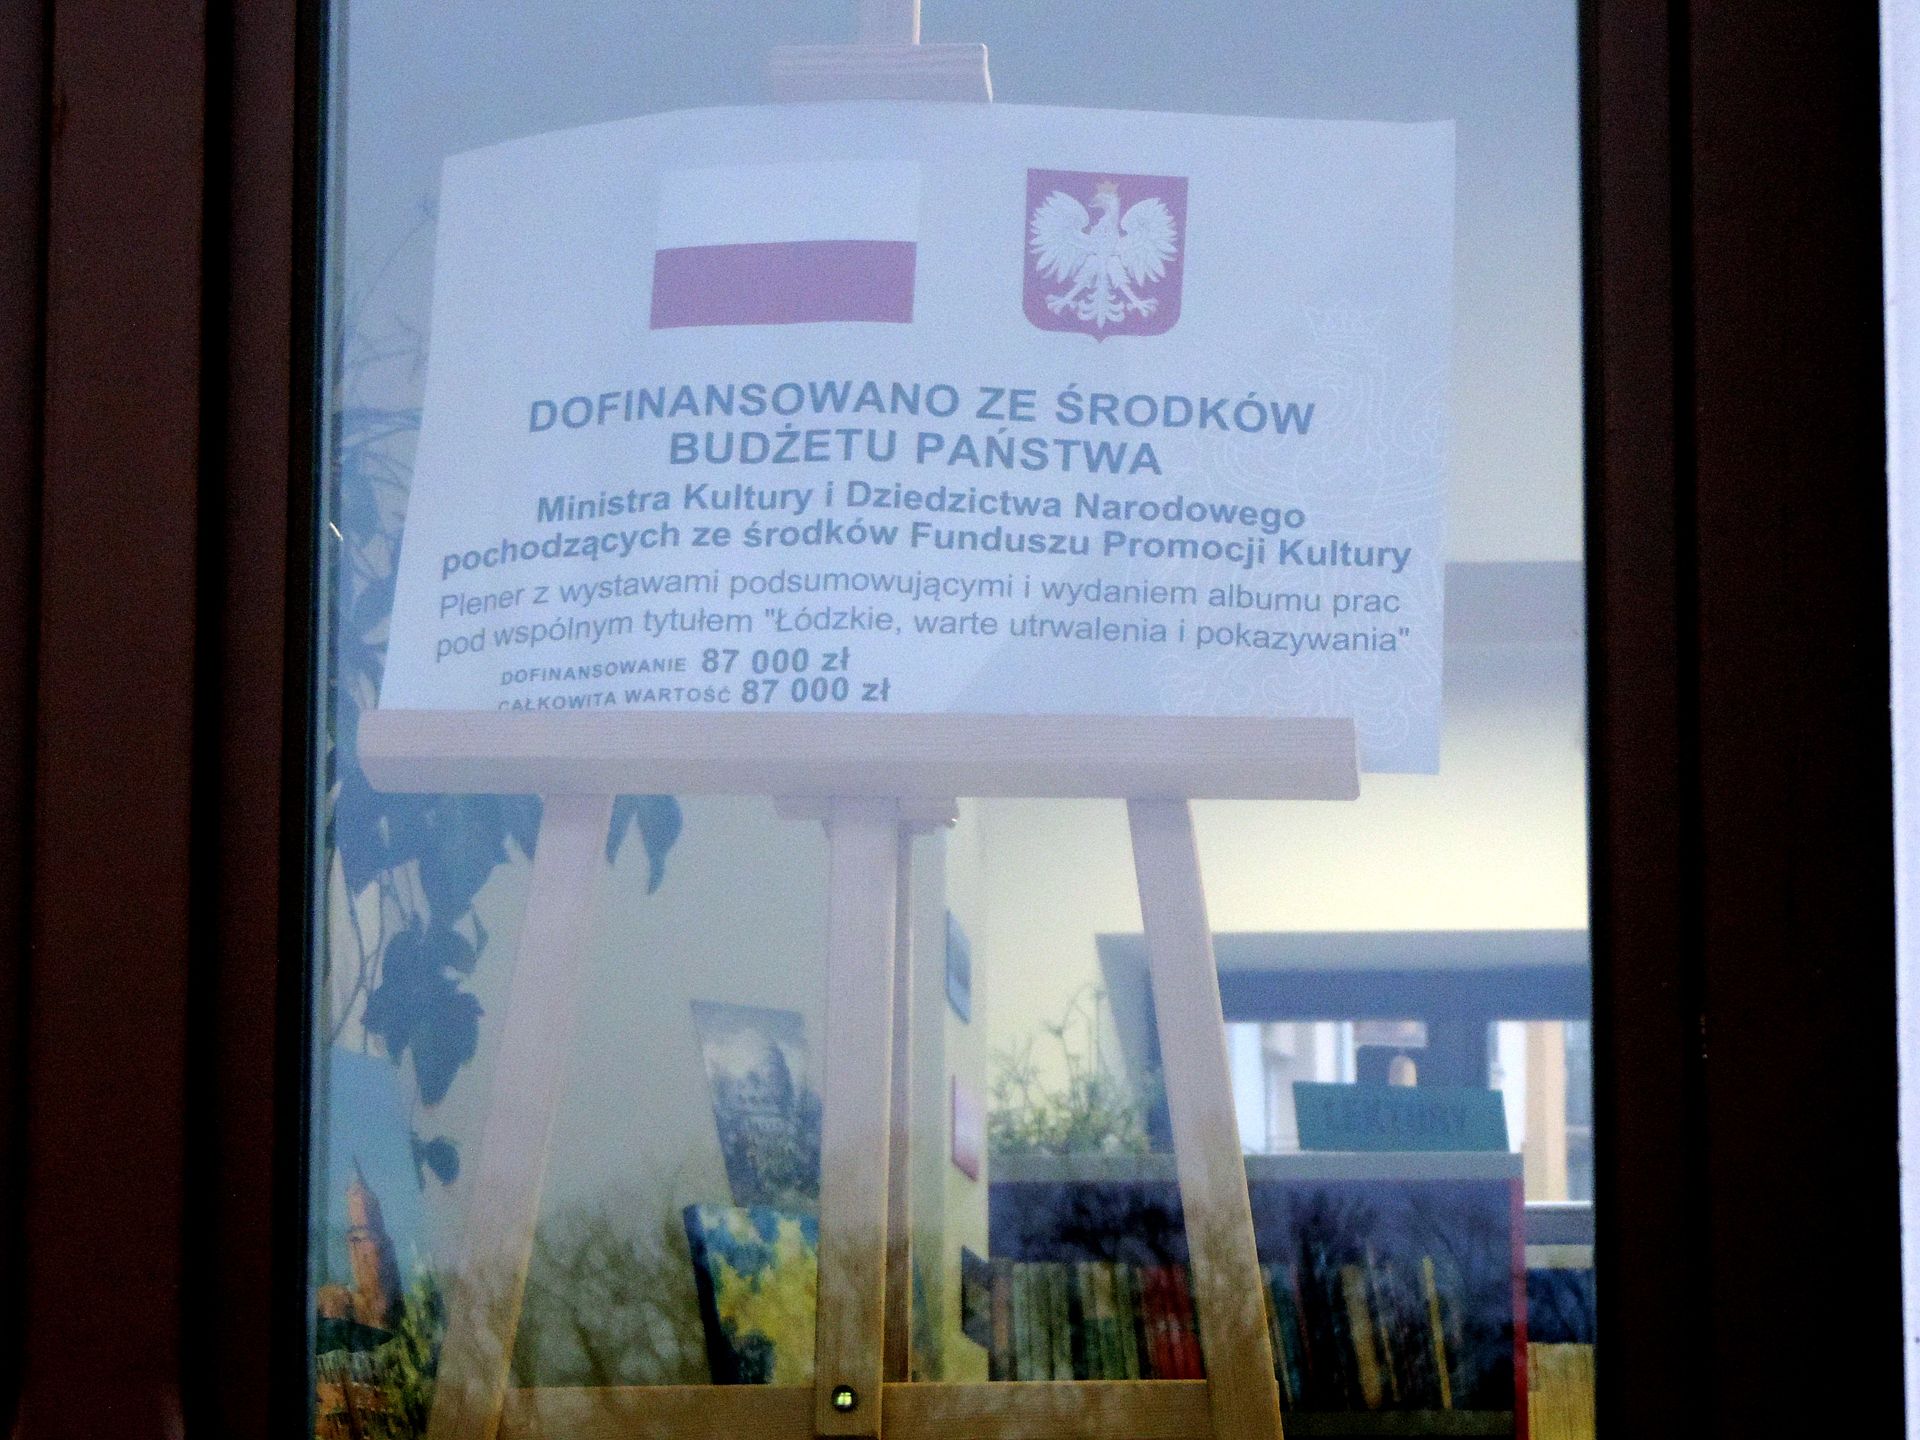 DOFINANSOWANO ZE ŚRODKÓW
BUDŻETU PAŃSTWA
Ministra Kultury i Dziedzictwa Narodowego
pochodzących ze środków Funduszu Promocji Kultury
Plener z wystawami podsumowującymi i wydaniem albumu prac
pod wspólnym tytułem "Łódzkie, warte utrwalenia i pokazywania"
DOFINANSOWANIE 87 000 zł
CAŁKOWITA WARTOŚĆ 87 000 zł
LEKTURY